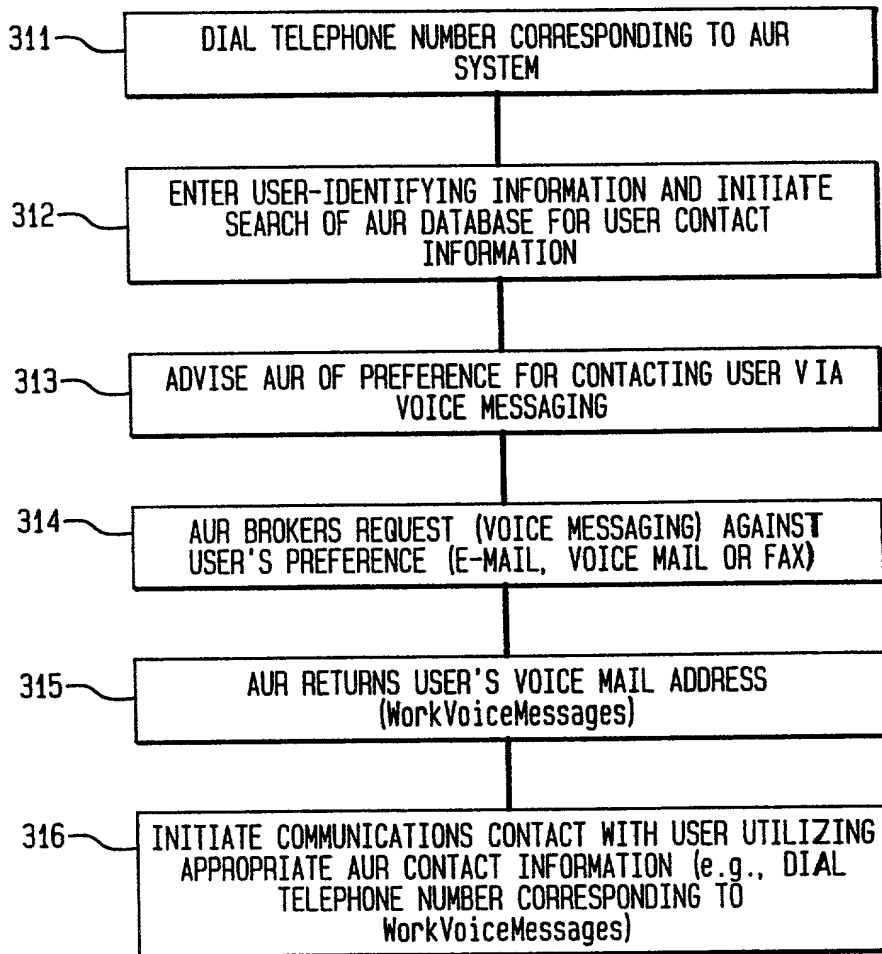 311
DIAL TELEPHONE NUMBER CORRESPONDING TO AUR
SYSTEM
312
ENTER USER-IDENTIFYING INFORMATION AND INITIATE
SEARCH OF AUR DATABASE FOR USER CONTACT
INFORMATION
313
ADVISE AUR OF PREFERENCE FOR CONTACTING USER VIA
VOICE MESSAGING
314
AUR BROKERS REQUEST (VOICE MESSAGING) AGAINST
USER'S PREFERENCE (E-MAIL, VOICE MAIL OR FAX)
315
AUR RETURNS USER'S VOICE MAIL ADDRESS
(WorkVoiceMessages)
316
INITIATE COMMUNICATIONS CONTACT WITH USER UTILIZING
APPROPRIATE AUR CONTACT INFORMATION (e.g., DIAL
TELEPHONE NUMBER CORRESPONDING TO
WorkVoiceMessages)